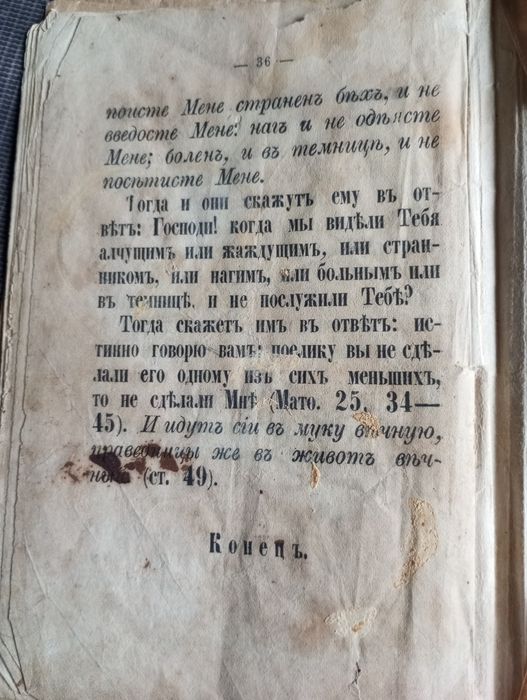 — 36 —
поисте Мене страненъ бѣхъ, и не
введосте Мене: нагъ и не одѣясте
Мене; боленъ, и въ темницѣ, и не
посѣтисте Мене.
Тогда и они скажутъ ему въ от-
вѣтъ: Господи! когда мы видѣли Тебя
алчущимъ или жаждущимъ, или стран-
никомъ, или нагимъ, или больнымъ или
въ темницѣ, и не послужили Тебѣ?
Тогда скажетъ имъ въ отвѣтъ: ис-
тинно говорю вамъ: поелику вы не сдѣ-
лали его одному изъ сихъ меньшихъ,
то не сдѣлали Мнѣ (Матѳ. 25, 34—
45). И идутъ сіи въ муку вѣчную,
праведницы же въ животъ вѣч-
(ст. 49).
Конецъ.